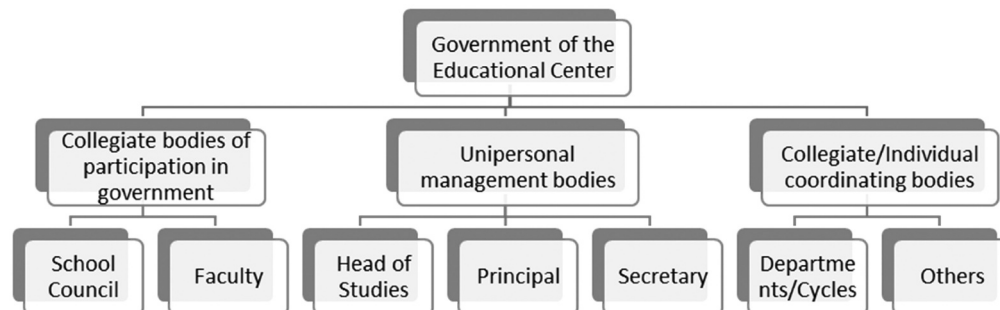 Government of the
Educational Center
Collegiate bodies of
participation in
government
Unipersonal
management bodies
Collegiate/Individual
coordinating bodies
School
Council
Faculty
Head of
Studies
Principal
Secretary
Departme
nts/Cycles
Others